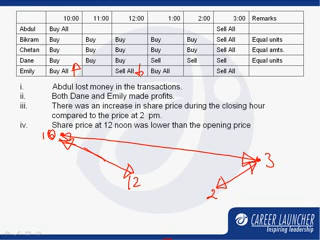 10:00 11:00 12:00 1:00 2:00 3:00 Remarks
Abdul Buy All Sell All
Bikram Buy Buy Buy Buy Buy Sell All Equal units
Chetan Buy Buy Buy Buy Buy Sell All Equal amts.
Dane Buy Buy Buy Sell Sell Sell Equal units
Emily Buy All Sell All Buy All Sell All
i. Abdul lost money in the transactions.
ii. Both Dane and Emily made profits.
iii. There was an increase in share price during the closing hour
compared to the price at 2 pm.
iv. Share price at 12 noon was lower than the opening price
10
3
12
2
CAREER LAUNCHER
Inspiring leadership